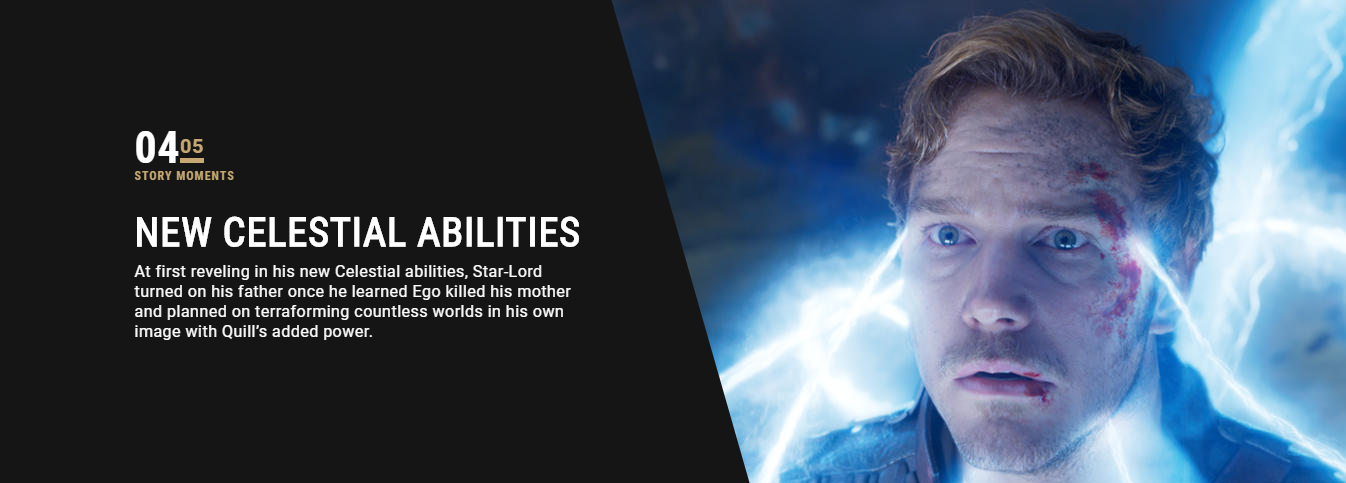 04 05
STORY MOMENTS
NEW CELESTIAL ABILITIES
At first reveling in his new Celestial abilities, Star-Lord
turned on his father once he learned Ego killed his mother
and planned on terraforming countless worlds in his own
image with Quill’s added power.